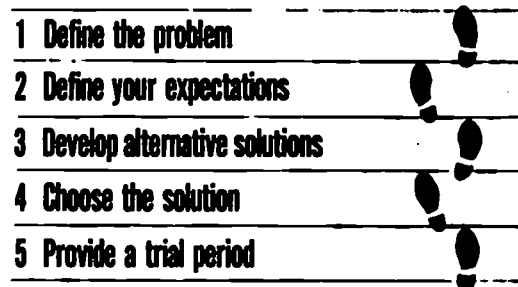 1 Define the problem
2 Define your expectations
3 Develop alternative solutions
4 Choose the solution
5 Provide a trial period